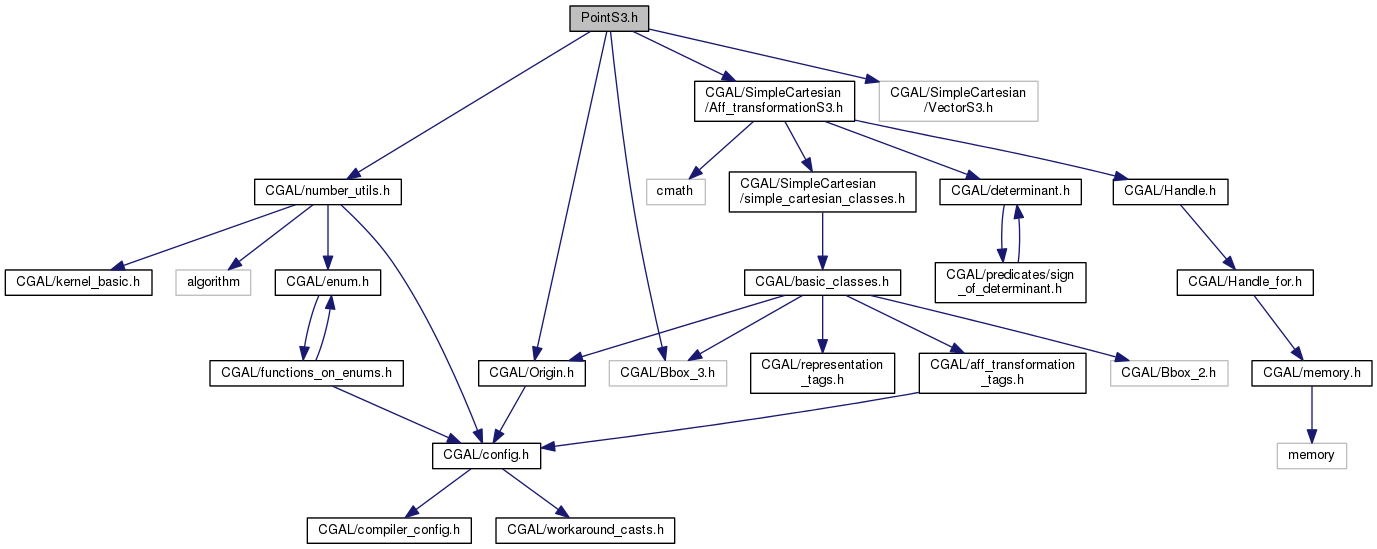 PointS3.h
CGAL/SimpleCartesian
/Aff_transformationS3.h
CGAL/SimpleCartesian
/VectorS3.h
CGAL/number_utils.h
cmath
CGAL/SimpleCartesian
/simple_cartesian_classes.h
CGAL/determinant.h
CGAL/Handle.h
CGAL/kernel_basic.h
algorithm
CGAL/enum.h
CGAL/basic_classes.h
CGAL/predicates/sign
_of_determinant.h
CGAL/Handle_for.h
CGAL/functions_on_enums.h
CGAL/Origin.h
CGAL/Bbox_3.h
CGAL/representation
_tags.h
CGAL/aff_transformation
_tags.h
CGAL/Bbox_2.h
CGAL/memory.h
CGAL/config.h
memory
CGAL/compiler_config.h
CGAL/workaround_casts.h